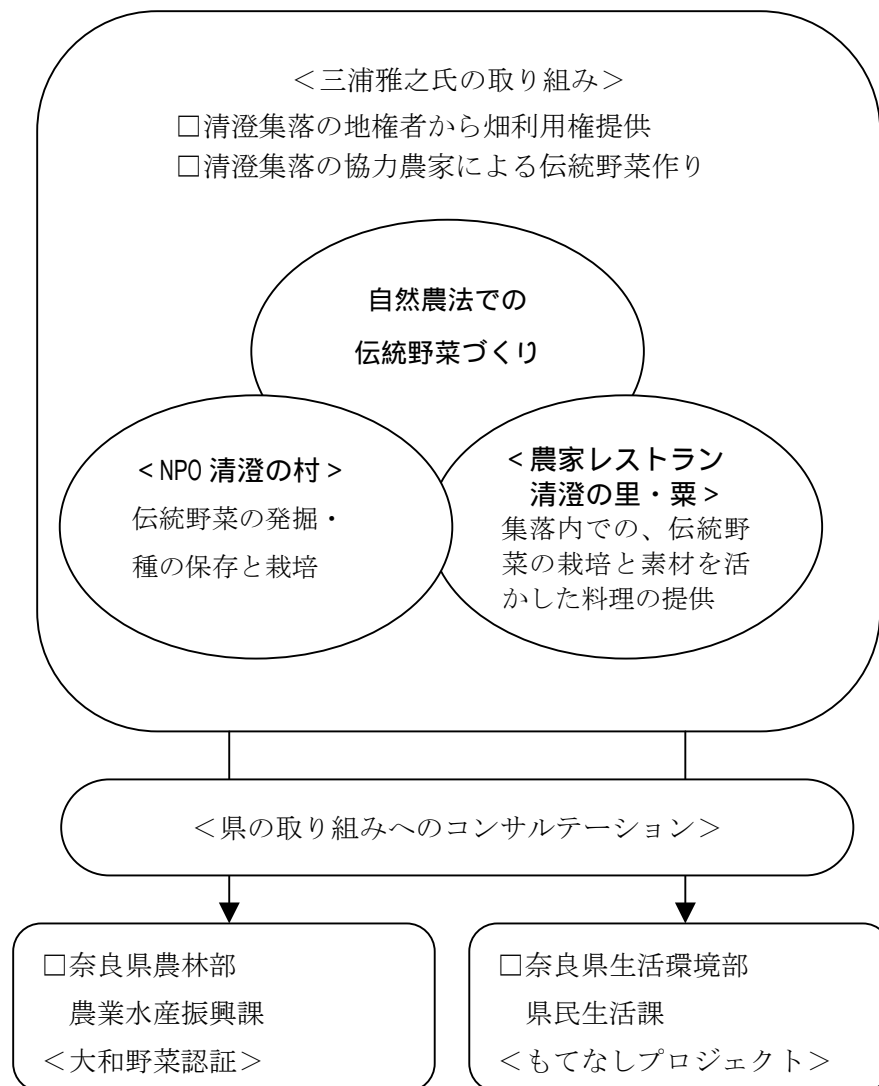 ＜三浦雅之氏の取り組み＞
□清澄集落の地権者から畑利用権提供
□清澄集落の協力農家による伝統野菜作り
自然農法での
伝統野菜づくり
＜NPO 清澄の村＞
伝統野菜の発掘・
種の保存と栽培
＜農家レストラン
清澄の里・粟＞
集落内での、伝統野
菜の栽培と素材を活
かした料理の提供
＜県の取り組みへのコンサルテーション＞
□奈良県農林部
農業水産振興課
＜大和野菜認証＞
□奈良県生活環境部
県民生活課
＜もてなしプロジェクト＞